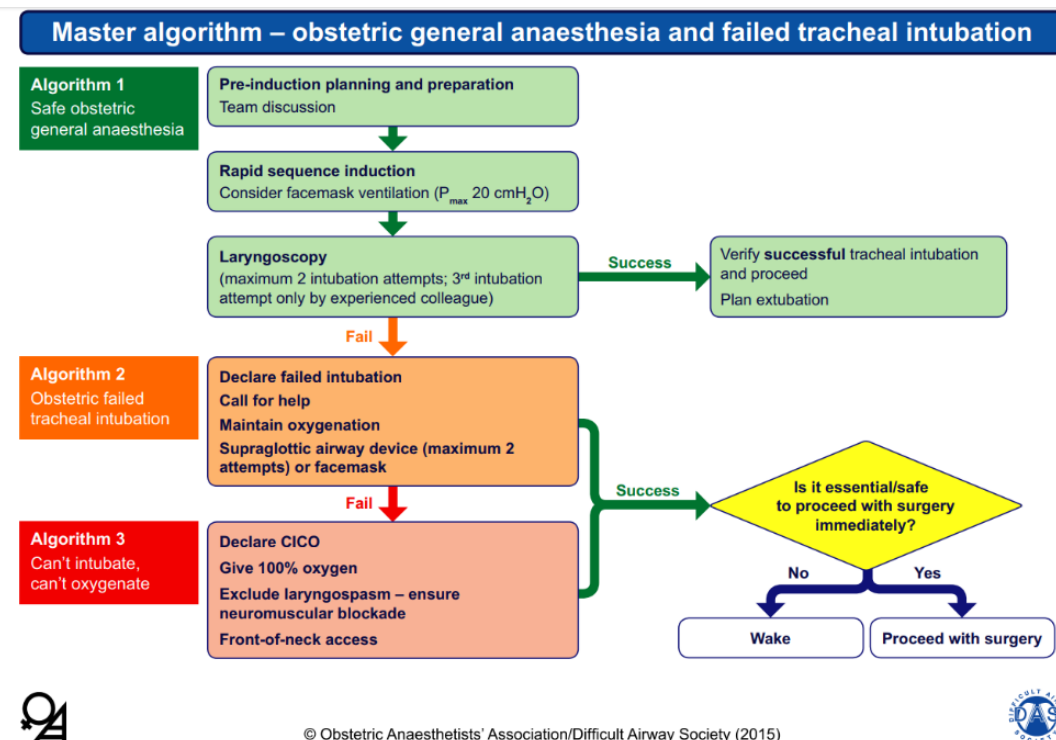 Master algorithm – obstetric general anaesthesia and failed tracheal intubation
Algorithm 1
Safe obstetric
general anaesthesia
Pre-induction planning and preparation
Team discussion
Rapid sequence induction
Consider facemask ventilation (Pmax 20 cmH2O)
Laryngoscopy
(maximum 2 intubation attempts; 3rd intubation
attempt only by experienced colleague)
Success
Verify successful tracheal intubation
and proceed
Plan extubation
Fail
Algorithm 2
Obstetric failed
tracheal intubation
Declare failed intubation
Call for help
Maintain oxygenation
Supraglottic airway device (maximum 2
attempts) or facemask
Success
Is it essential/safe
to proceed with surgery
immediately?
Fail
Algorithm 3
Can't intubate,
can't oxygenate
Declare CICO
Give 100% oxygen
Exclude laryngospasm – ensure
neuromuscular blockade
Front-of-neck access
No
Yes
Wake
Proceed with surgery
© Obstetric Anaesthetists' Association/Difficult Airway Society (2015)
DAS